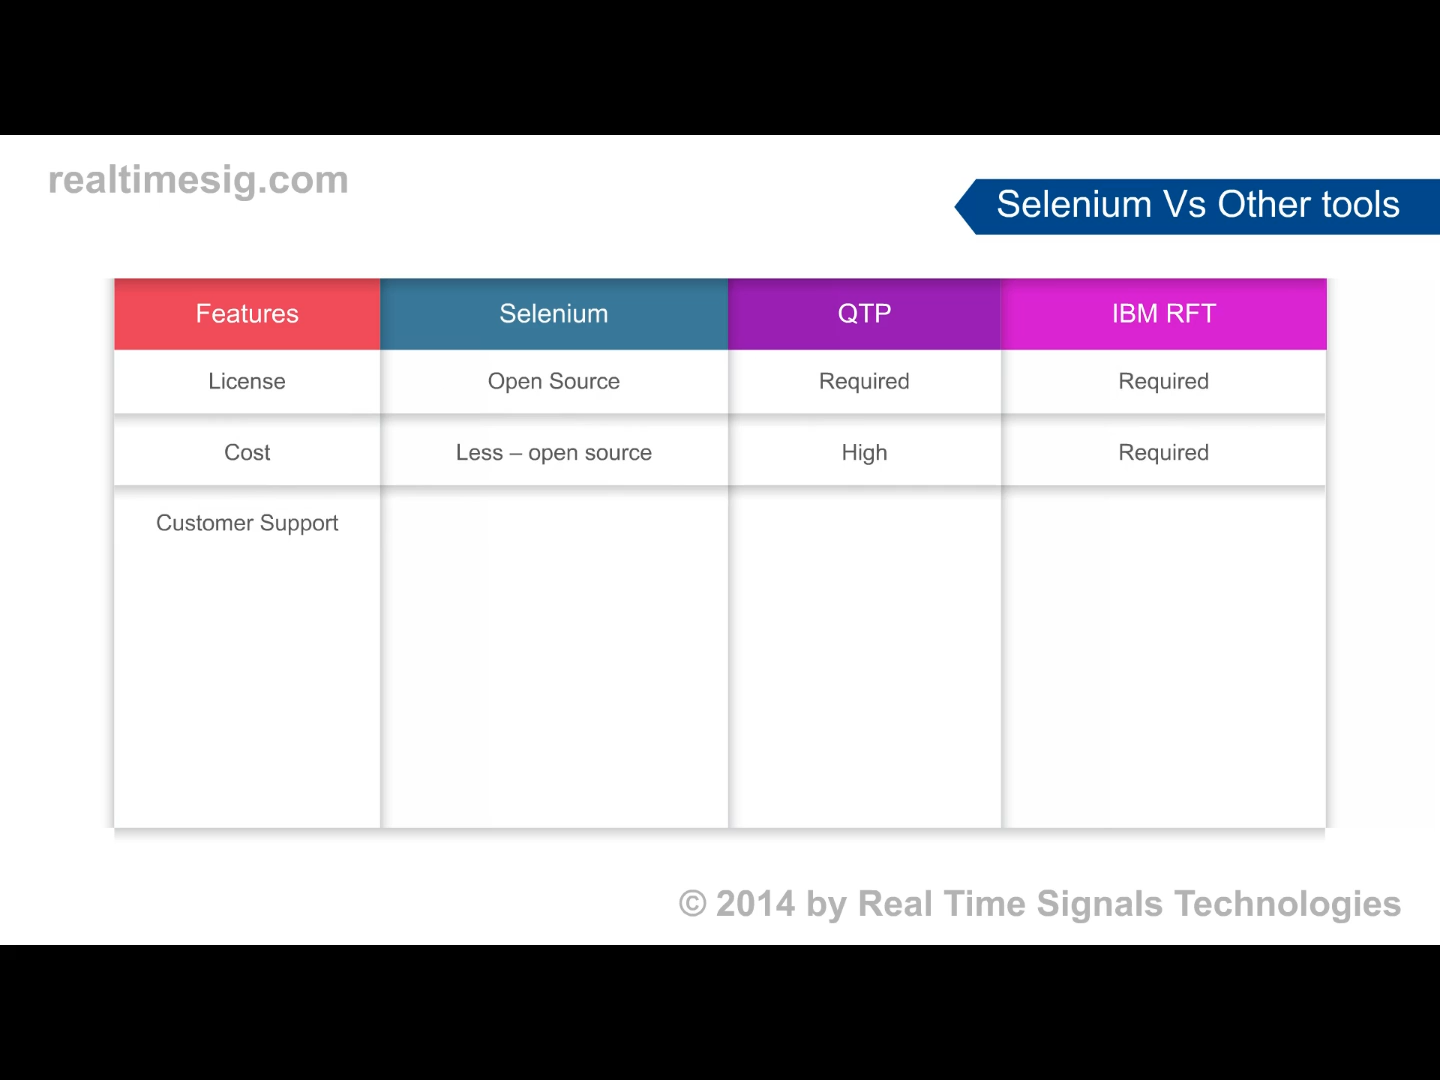 realtimesig.com
Selenium Vs Other tools
Features Selenium QTP IBM RFT
License Open Source Required Required
Cost Less – open source High Required
Customer Support
© 2014 by Real Time Signals Technologies